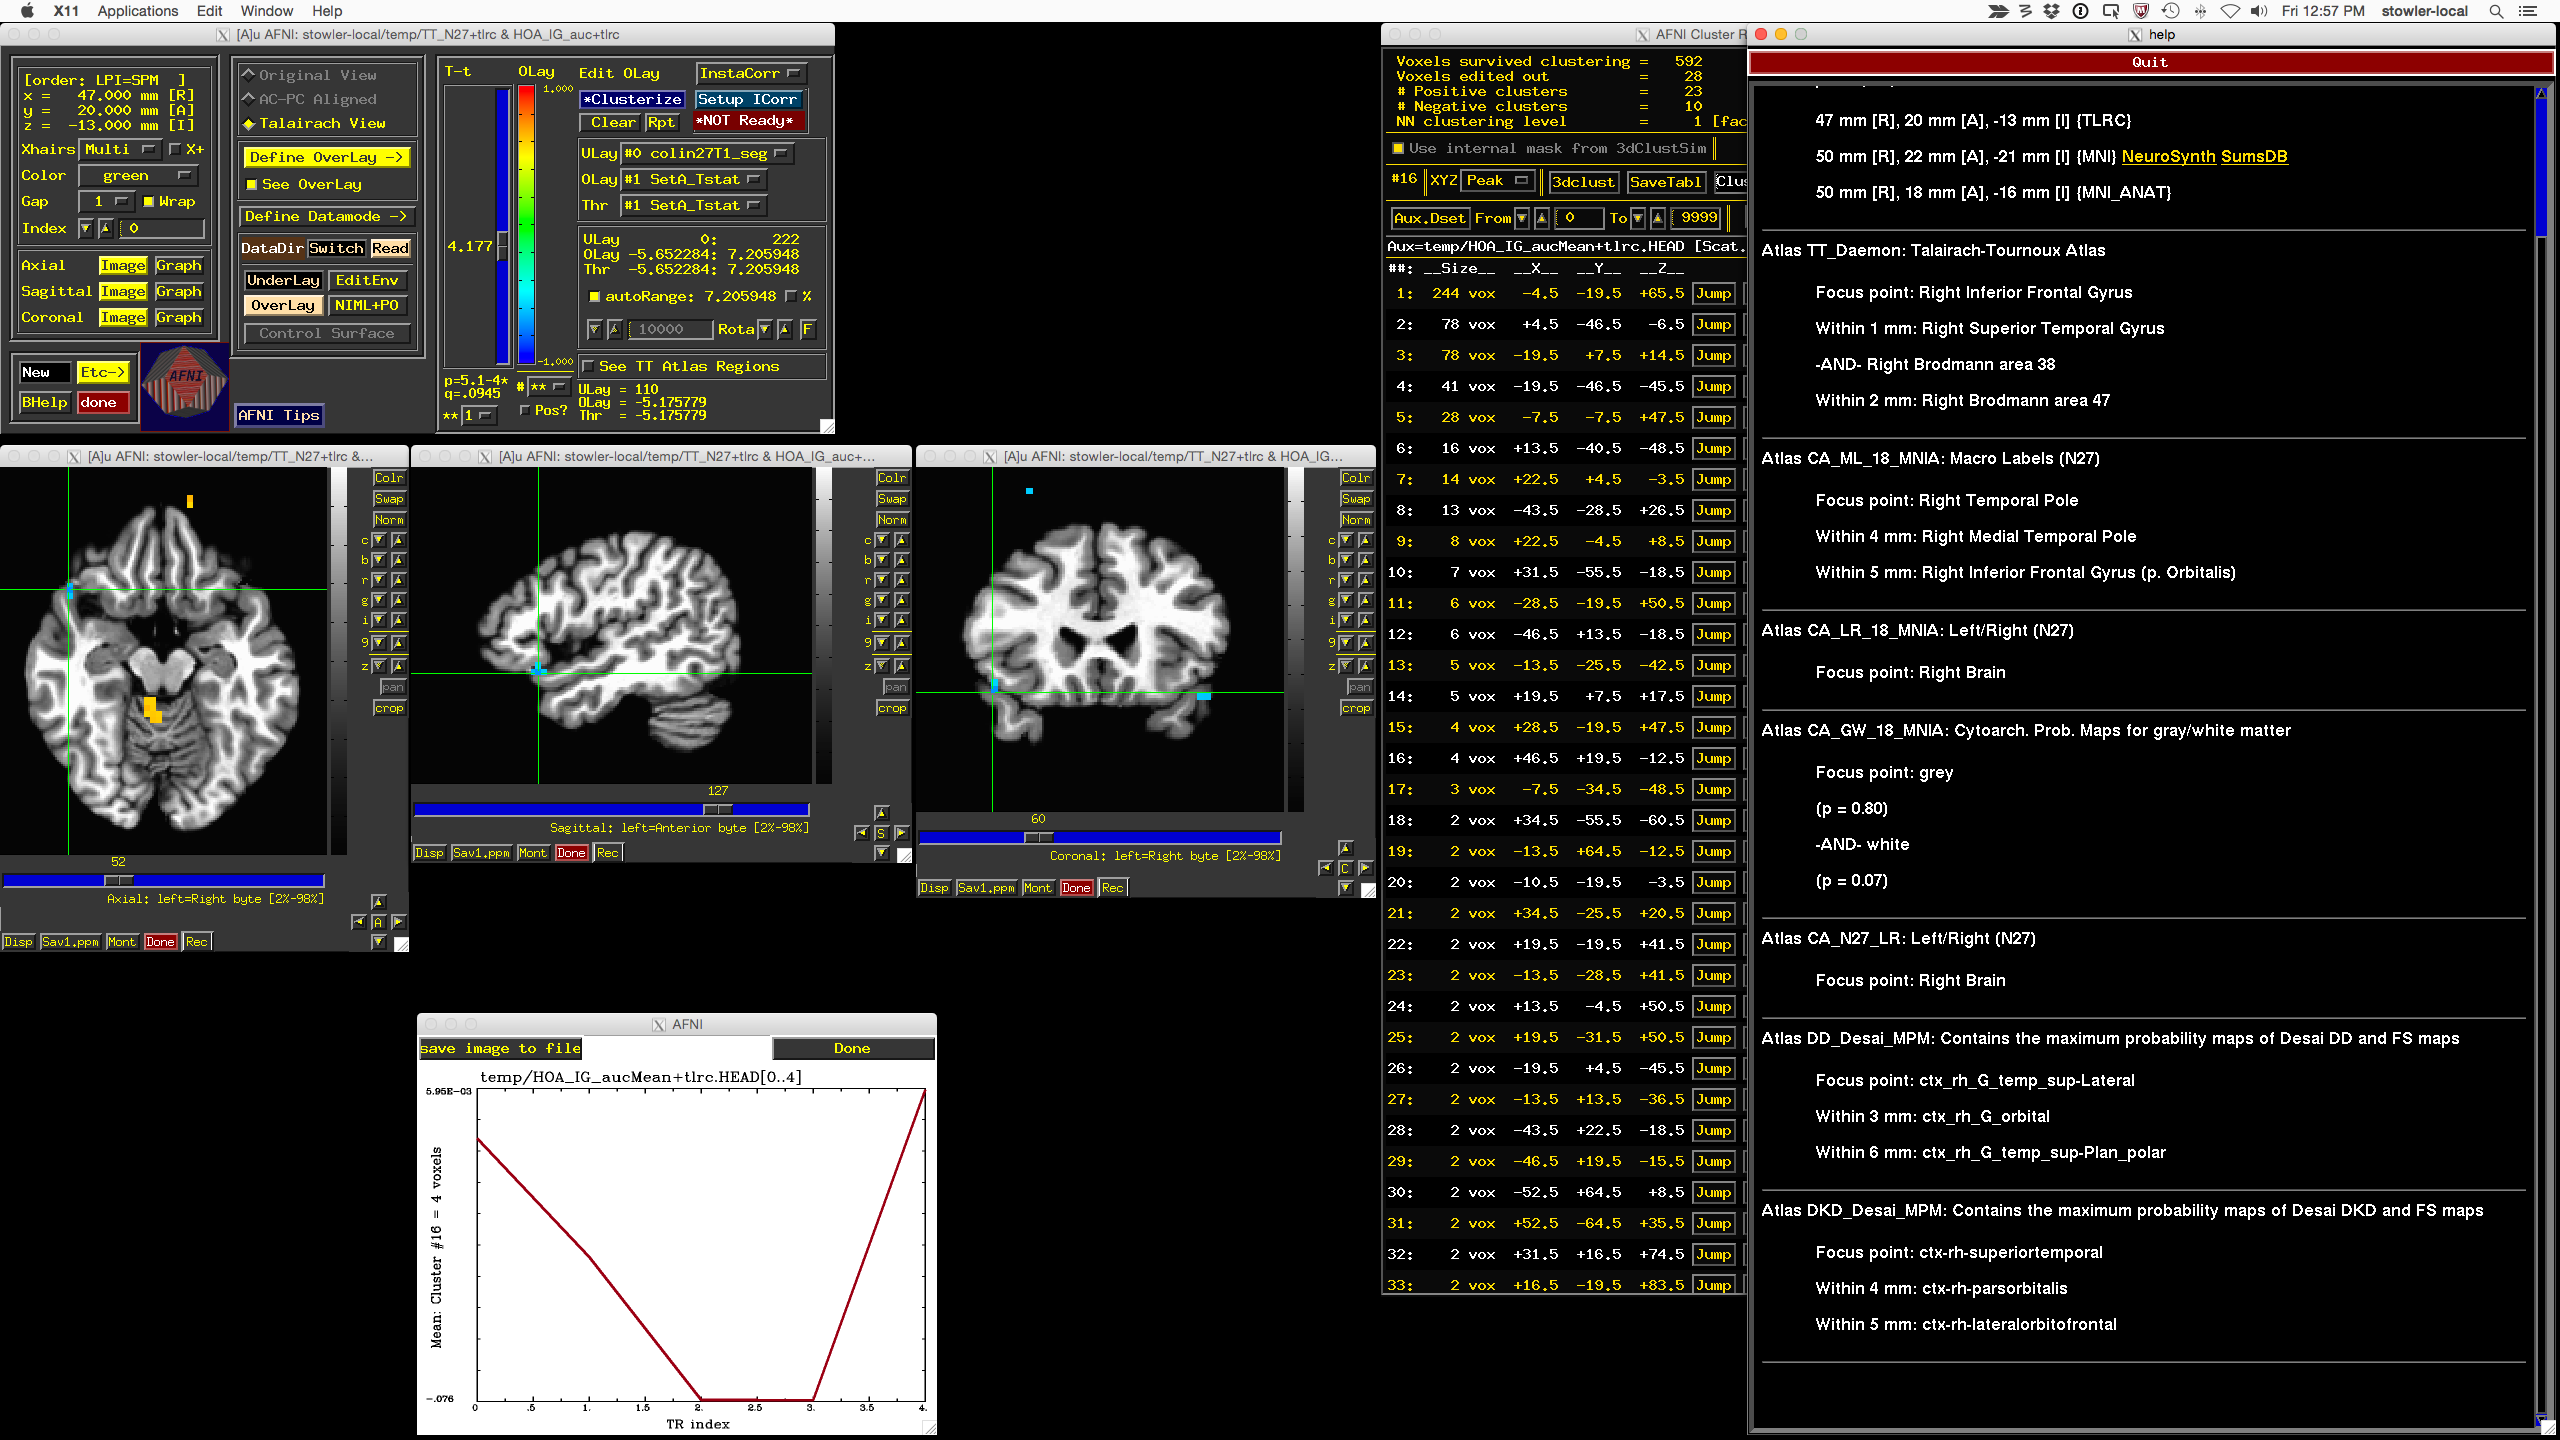 X11 Applications Edit Window Help
Fri 12:57 PM stowler-local
[A]u AFNI: stowler-local/temp/TT_N27+tlrc & HOA_IG_auc+tlrc
[order: LPI=SPM ]
x = 47.000 mm [R]
y = 20.000 mm [A]
z = -13.000 mm [I]
Xhairs Multi X+
Color green
Gap 1 Wrap
Index 0
Axial Image Graph
Sagittal Image Graph
Coronal Image Graph
New Etc->
BHelp done
AFNI
Original View
AC-PC Aligned
Talairach View
Define OverLay ->
See OverLay
Define Datamode ->
DataDir Switch Read
UnderLay EditEnv
OverLay NIML+PO
Control Surface
AFNI Tips
T-t
4.177
p=5.1-4*
q=.0945
** 1
OLay
1.000
-1.000
# **
Pos?
Edit OLay InstaCorr
*Clusterize Setup ICorr
Clear Rpt *NOT Ready*
ULay #0 colin27T1_seg
OLay #1 SetA_Tstat
Thr #1 SetA_Tstat
ULay 0: 222
OLay -5.652284: 7.205948
Thr -5.652284: 7.205948
autoRange: 7.205948 %
10000 Rota F
See TT Atlas Regions
ULay = 110
OLay = -5.175779
Thr = -5.175779
[A]u AFNI: stowler-local/temp/TT_N27+tlrc &...
Colr
Swap
Norm
c
b
r
g
i
9
z
pan
crop
52
Axial: left=Right byte [2%-98%]
A
Disp Sav1.ppm Mont Done Rec
[A]u AFNI: stowler-local/temp/TT_N27+tlrc & HOA_IG_auc+...
Colr
Swap
Norm
c
b
r
g
i
9
z
pan
crop
127
Sagittal: left=Anterior byte [2%-98%]
S
Disp Sav1.ppm Mont Done Rec
[A]u AFNI: stowler-local/temp/TT_N27+tlrc & HOA_IG...
Colr
Swap
Norm
c
b
r
g
i
9
z
pan
crop
60
Coronal: left=Right byte [2%-98%]
C
Disp Sav1.ppm Mont Done Rec
AFNI
save image to file Done
temp/HOA_IG_aucMean+tlrc.HEAD[0..4]
5.95E-03
Mean: Cluster #16 = 4 voxels
-.076
0 .5 1. 1.5 2. 2.5 3. 3.5 4.
TR index
AFNI Cluster R
Voxels survived clustering = 592
Voxels edited out = 28
# Positive clusters = 23
# Negative clusters = 10
NN clustering level = 1 [fac
Use internal mask from 3dClustSim
#16 XYZ Peak 3dclust SaveTabl Clus
Aux.Dset From 0 To 9999
Aux=temp/HOA_IG_aucMean+tlrc.HEAD [Scat.
##: __Size__ __X__ __Y__ __Z__
1: 244 vox -4.5 -19.5 +65.5 Jump
2: 78 vox +4.5 -46.5 -6.5 Jump
3: 78 vox -19.5 +7.5 +14.5 Jump
4: 41 vox -19.5 -46.5 -45.5 Jump
5: 28 vox -7.5 -7.5 +47.5 Jump
6: 16 vox +13.5 -40.5 -48.5 Jump
7: 14 vox +22.5 +4.5 -3.5 Jump
8: 13 vox -43.5 -28.5 +26.5 Jump
9: 8 vox +22.5 -4.5 +8.5 Jump
10: 7 vox +31.5 -55.5 -18.5 Jump
11: 6 vox -28.5 -19.5 +50.5 Jump
12: 6 vox -46.5 +13.5 -18.5 Jump
13: 5 vox -13.5 -25.5 -42.5 Jump
14: 5 vox +19.5 +7.5 +17.5 Jump
15: 4 vox +28.5 -19.5 +47.5 Jump
16: 4 vox +46.5 +19.5 -12.5 Jump
17: 3 vox -7.5 -34.5 -48.5 Jump
18: 2 vox +34.5 -55.5 -60.5 Jump
19: 2 vox -13.5 +64.5 -12.5 Jump
20: 2 vox -10.5 -19.5 -3.5 Jump
21: 2 vox +34.5 -25.5 +20.5 Jump
22: 2 vox +19.5 -19.5 +41.5 Jump
23: 2 vox -13.5 -28.5 +41.5 Jump
24: 2 vox +13.5 -4.5 +50.5 Jump
25: 2 vox +19.5 -31.5 +50.5 Jump
26: 2 vox -19.5 +4.5 -45.5 Jump
27: 2 vox -13.5 +13.5 -36.5 Jump
28: 2 vox -43.5 +22.5 -18.5 Jump
29: 2 vox -46.5 +19.5 -15.5 Jump
30: 2 vox -52.5 +64.5 +8.5 Jump
31: 2 vox +52.5 -64.5 +35.5 Jump
32: 2 vox +31.5 +16.5 +74.5 Jump
33: 2 vox +16.5 -19.5 +83.5 Jump
help
Quit
47 mm [R], 20 mm [A], -13 mm [I] {TLRC}
50 mm [R], 22 mm [A], -21 mm [I] {MNI} NeuroSynth SumsDB
50 mm [R], 18 mm [A], -16 mm [I] {MNI_ANAT}
Atlas TT_Daemon: Talairach-Tournoux Atlas
Focus point: Right Inferior Frontal Gyrus
Within 1 mm: Right Superior Temporal Gyrus
-AND- Right Brodmann area 38
Within 2 mm: Right Brodmann area 47
Atlas CA_ML_18_MNIA: Macro Labels (N27)
Focus point: Right Temporal Pole
Within 4 mm: Right Medial Temporal Pole
Within 5 mm: Right Inferior Frontal Gyrus (p. Orbitalis)
Atlas CA_LR_18_MNIA: Left/Right (N27)
Focus point: Right Brain
Atlas CA_GW_18_MNIA: Cytoarch. Prob. Maps for gray/white matter
Focus point: grey
(p = 0.80)
-AND- white
(p = 0.07)
Atlas CA_N27_LR: Left/Right (N27)
Focus point: Right Brain
Atlas DD_Desai_MPM: Contains the maximum probability maps of Desai DD and FS maps
Focus point: ctx_rh_G_temp_sup-Lateral
Within 3 mm: ctx_rh_G_orbital
Within 6 mm: ctx_rh_G_temp_sup-Plan_polar
Atlas DKD_Desai_MPM: Contains the maximum probability maps of Desai DKD and FS maps
Focus point: ctx-rh-superiortemporal
Within 4 mm: ctx-rh-parsorbitalis
Within 5 mm: ctx-rh-lateralorbitofrontal